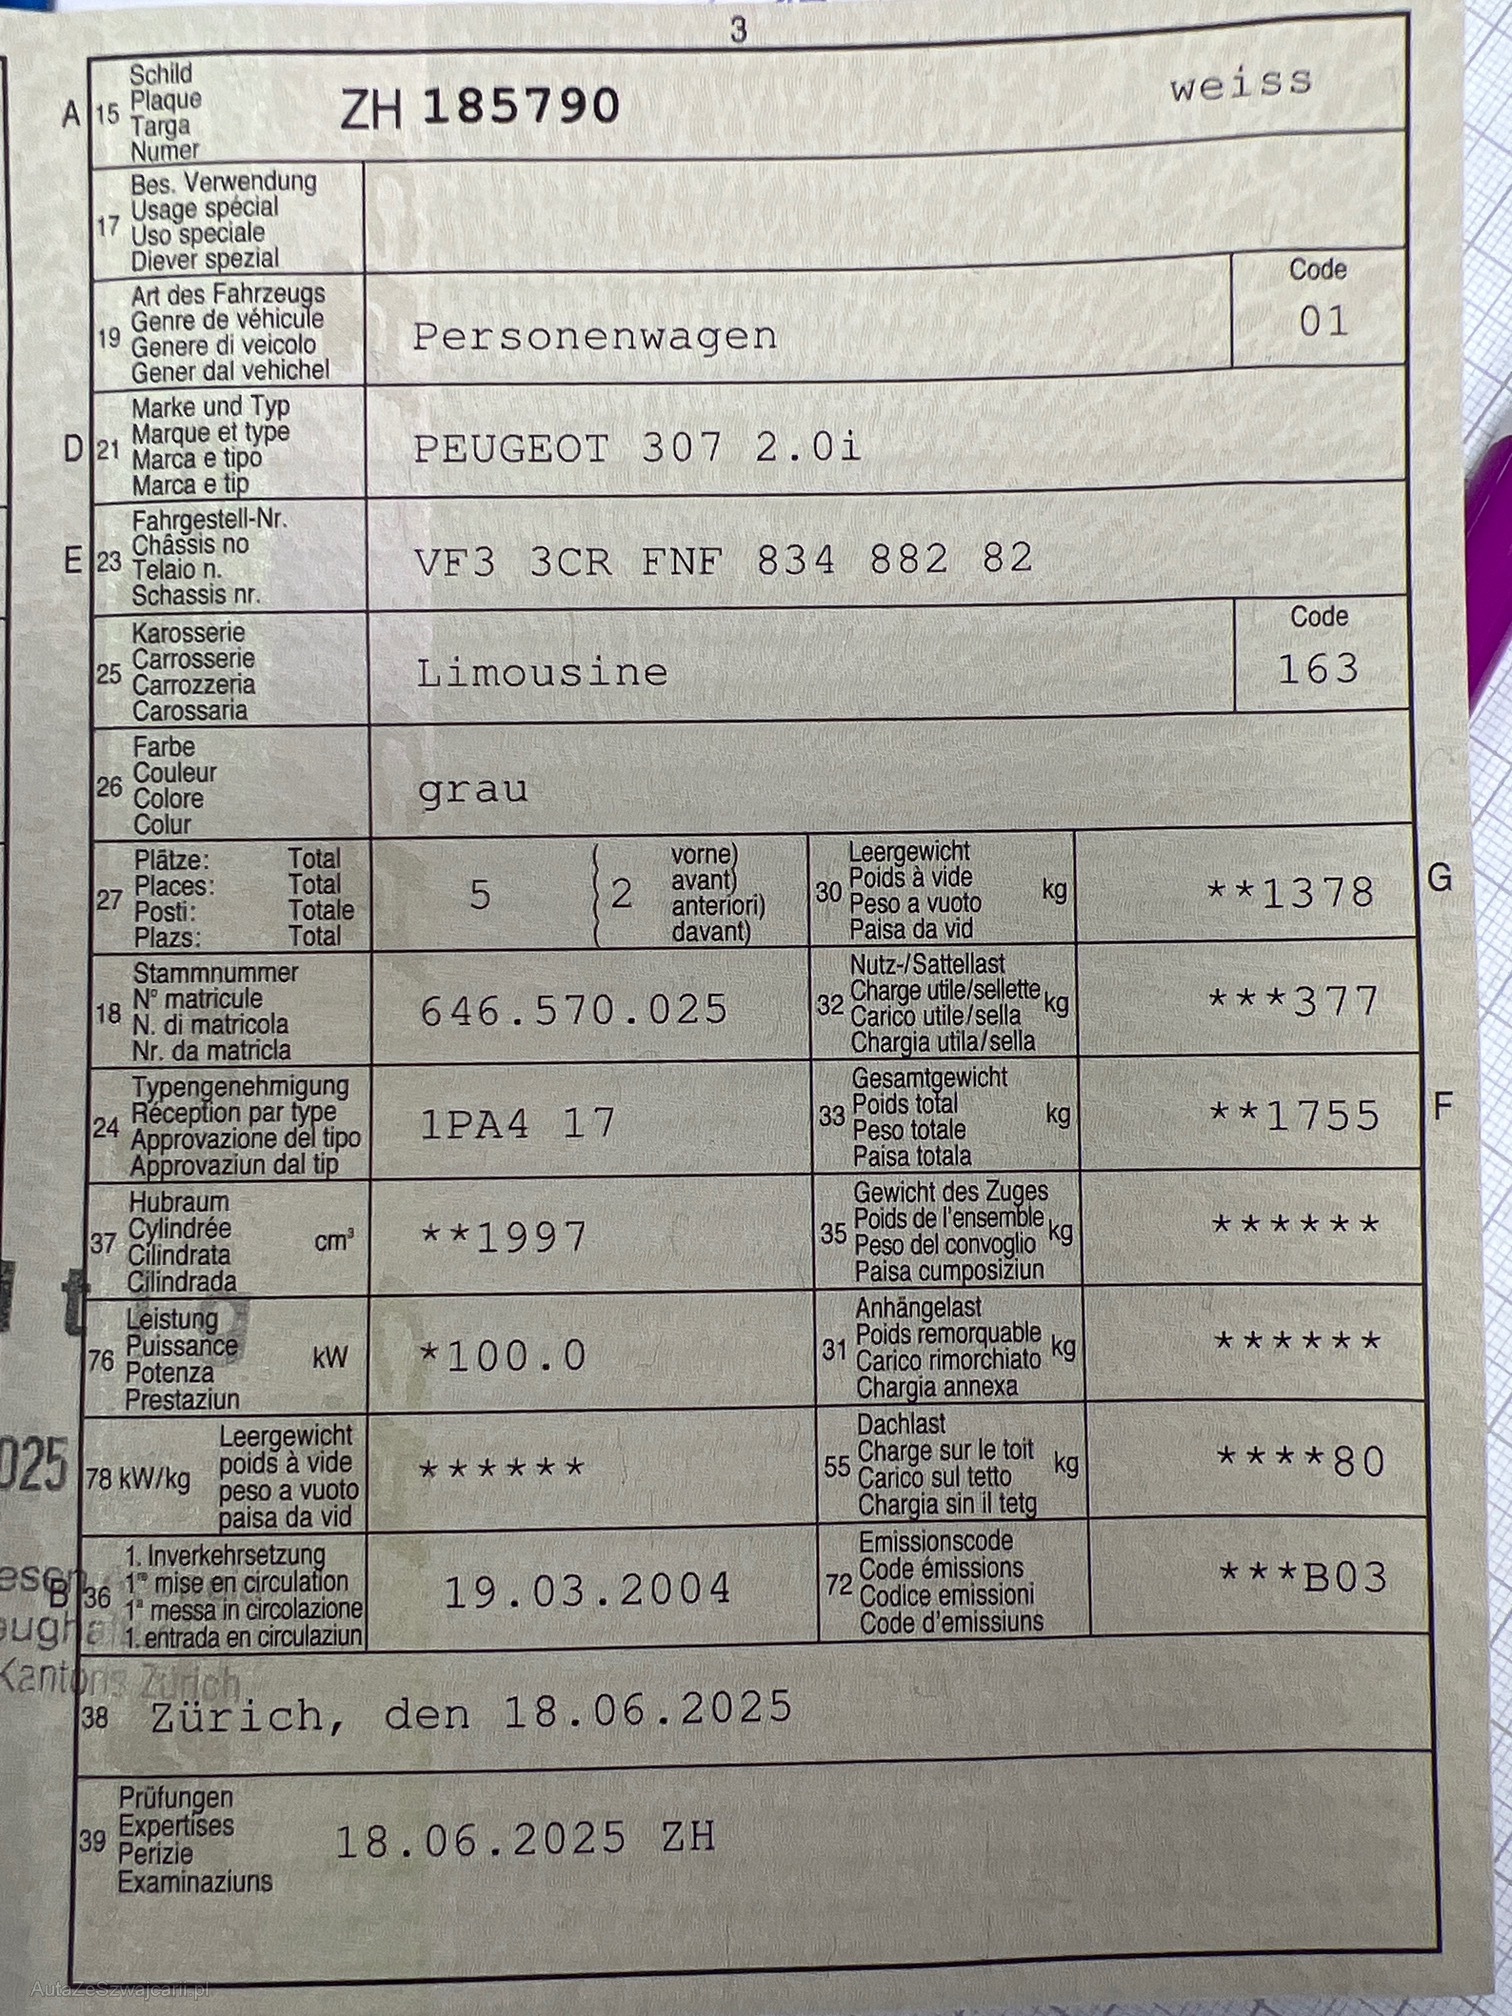 3
A 15 Schild
Plaque
Targa
Numer
ZH 185790
weiss
17 Bes. Verwendung
Usage spécial
Uso speciale
Diever spezial
19 Art des Fahrzeugs
Genre de véhicule
Genere di veicolo
Gener dal vehichel
Personenwagen
Code
01
D 21 Marke und Typ
Marque et type
Marca e tipo
Marca e tip
PEUGEOT 307 2.0i
E 23 Fahrgestell-Nr.
Châssis no
Telaio n.
Schassis nr.
VF3 3CR FNF 834 882 82
25 Karosserie
Carrosserie
Carrozzeria
Carossaria
Limousine
Code
163
26 Farbe
Couleur
Colore
Colur
grau
27 Plätze: Total
Places: Total
Posti: Totale
Plazs: Total
5
2
vorne)
avant)
anteriori)
davant)
30 Leergewicht
Poids à vide kg
Peso a vuoto
Paisa da vid
**1378
G
18 Stammnummer
N° matricule
N. di matricola
Nr. da matricla
646.570.025
32 Nutz-/Sattellast
Charge utile/sellette kg
Carico utile/sella
Chargia utila/sella
***377
24 Typengenehmigung
Réception par type
Approvazione del tipo
Approvaziun dal tip
1PA4 17
33 Gesamtgewicht
Poids total kg
Peso totale
Paisa totala
**1755
F
37 Hubraum
Cylindrée cm³
Cilindrata
Cilindrada
**1997
35 Gewicht des Zuges
Poids de l'ensemble kg
Peso del convoglio
Paisa cumposiziun
******
76 Leistung
Puissance kW
Potenza
Prestaziun
*100.0
31 Anhängelast
Poids remorquable kg
Carico rimorchiato
Chargia annexa
******
78 kW/kg Leergewicht
poids à vide
peso a vuoto
paisa da vid
******
55 Dachlast
Charge sur le toit kg
Carico sul tetto
Chargia sin il tetg
****80
B 36 1. Inverkehrsetzung
1re mise en circulation
1a messa in circolazione
1. entrada en circulaziun
19.03.2004
72 Emissionscode
Code émissions
Codice emissioni
Code d'emissiuns
***B03
025
Kantons Zürich
38 Zürich, den 18.06.2025
39 Prüfungen
Expertises
Perizie
Examinaziuns
18.06.2025 ZH
AutaZeSzwajcarii.pl